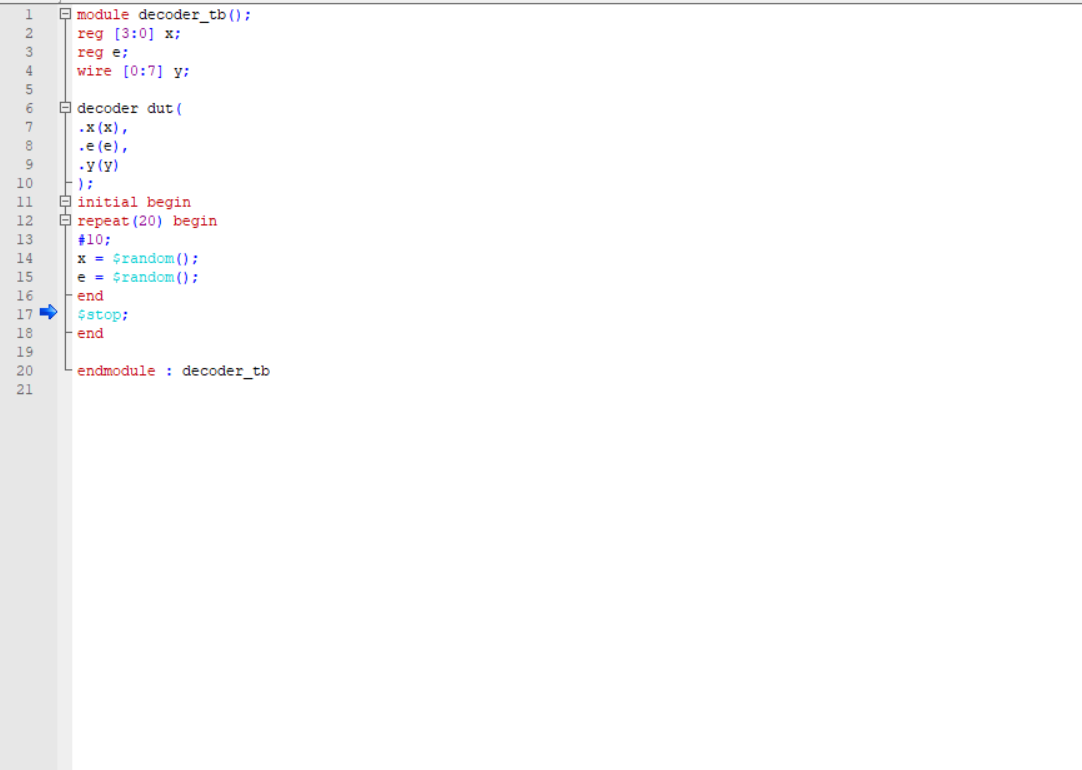 1 module decoder_tb();
2 reg [3:0] x;
3 reg e;
4 wire [0:7] y;
5
6 decoder dut(
7 .x(x),
8 .e(e),
9 .y(y)
10 );
11 initial begin
12 repeat(20) begin
13 #10;
14 x = $random();
15 e = $random();
16 end
17 $stop;
18 end
19
20 endmodule : decoder_tb
21